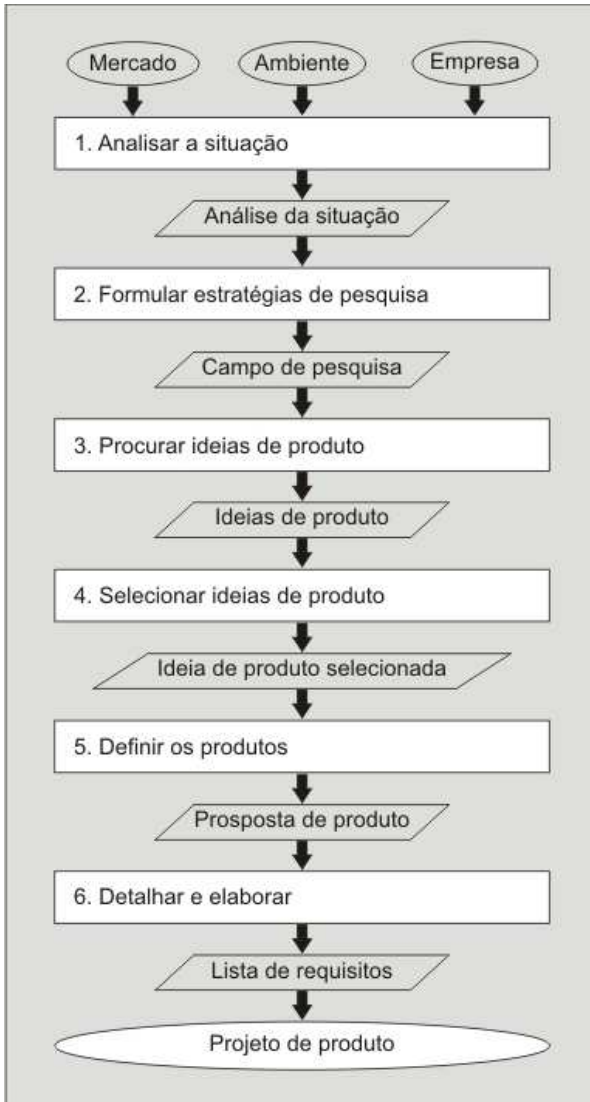 Mercado
Ambiente
Empresa
1. Analisar a situação
Análise da situação
2. Formular estratégias de pesquisa
Campo de pesquisa
3. Procurar ideias de produto
Ideias de produto
4. Selecionar ideias de produto
Ideia de produto selecionada
5. Definir os produtos
Prosposta de produto
6. Detalhar e elaborar
Lista de requisitos
Projeto de produto